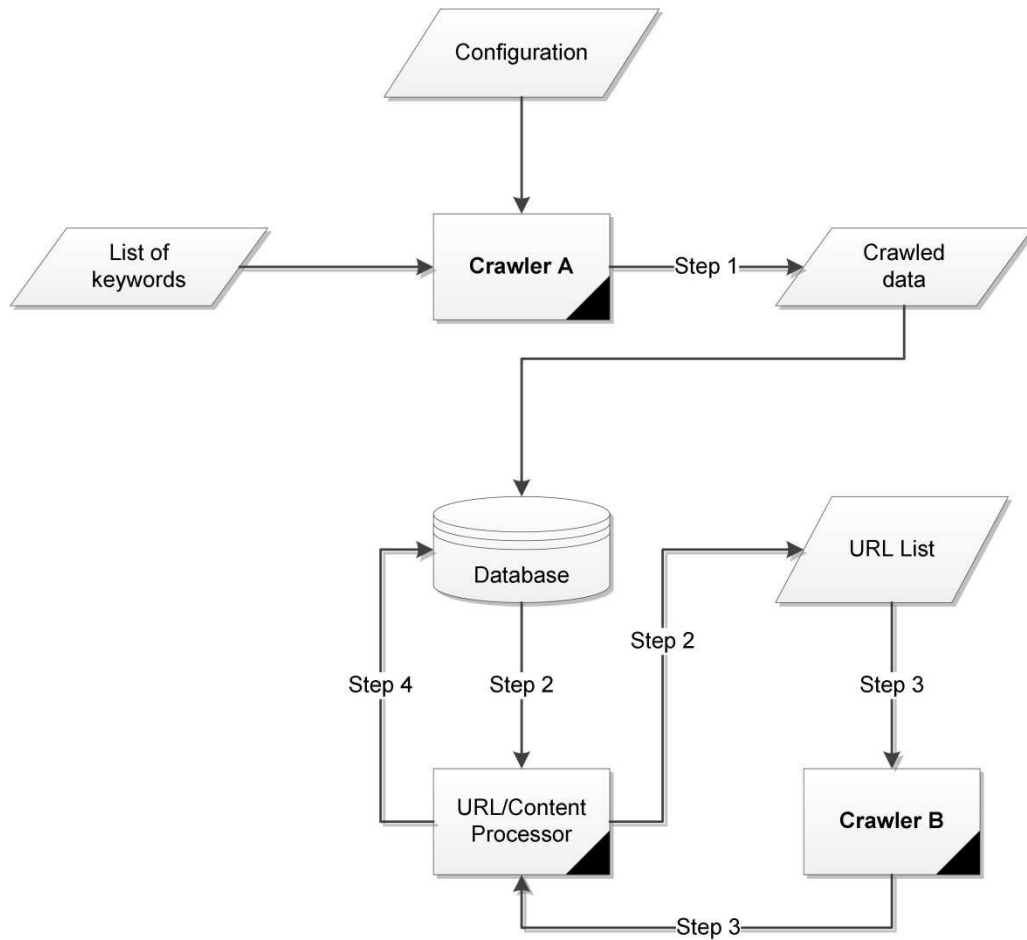 Configuration
List of
keywords
Crawler A
Step 1
Crawled
data
Database
URL List
Step 4
Step 2
Step 2
Step 3
URL/Content
Processor
Crawler B
Step 3